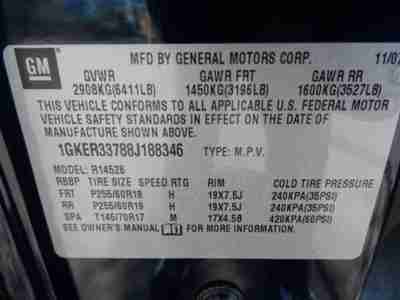 GM
MFD BY GENERAL MOTORS CORP. 11/07
GVWR GAWR FRT GAWR RR
2908KG(6411LB) 1450KG(3196LB) 1600KG(3527LB)
THIS VEHICLE CONFORMS TO ALL APPLICABLE U.S. FEDERAL MOTOR
VEHICLE SAFETY STANDARDS IN EFFECT ON THE DATE OF
MANUFACTURE SHOWN ABOVE.
1GKER33788J188346 TYPE: M.P.V.
MODEL: R14526
RBBP TIRE SIZE SPEED RTG RIM COLD TIRE PRESSURE
FRT P255/60R19 H 19X7.5J 240KPA(35PSI)
RR P255/60R19 H 19X7.5J 240KPA(35PSI)
SPA T145/70R17 M 17X4.5B 420KPA(60PSI)
SEE OWNER'S MANUAL FOR MORE INFORMATION.